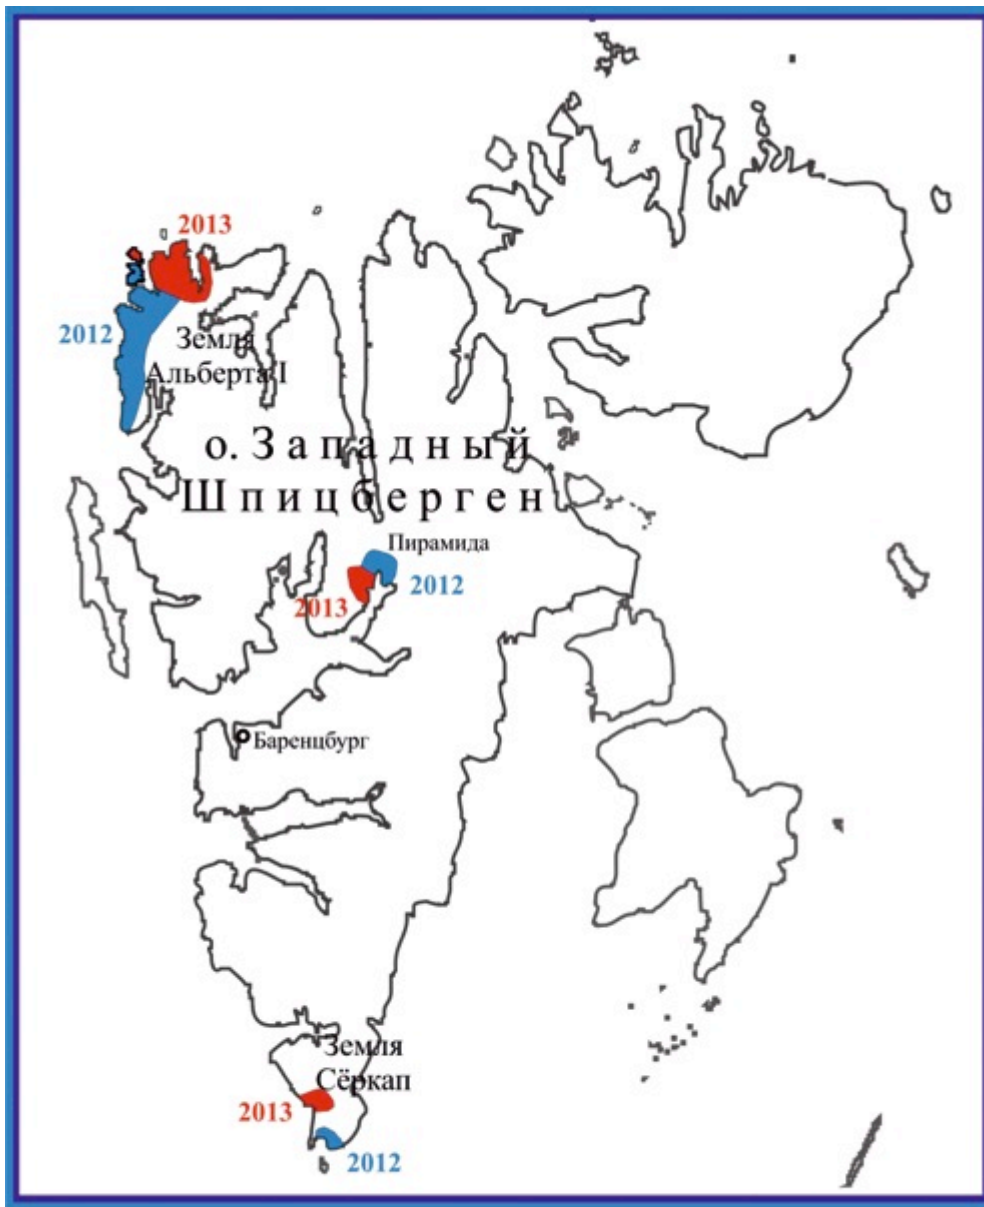 2013
2012
Земля
Альберта I
о. Западный
Шпицберген
Пирамида
2012
2013
Баренцбург
Земля
Сёркап
2013
2012